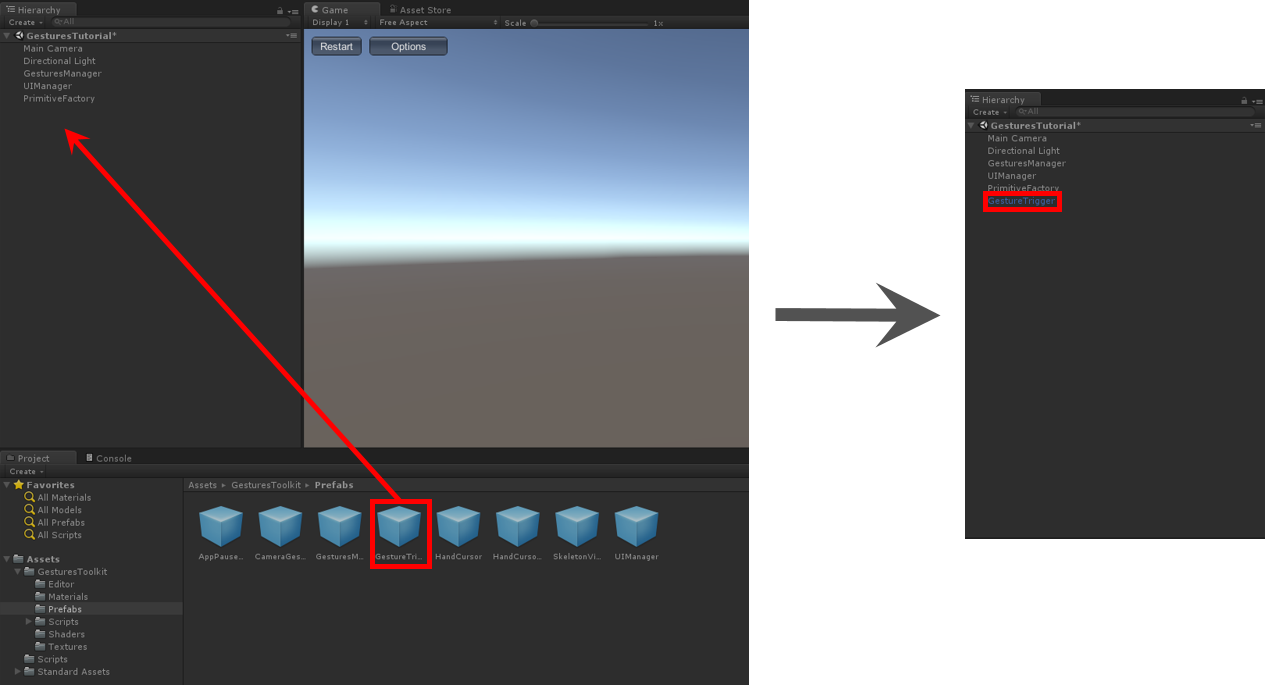 Hierarchy
Create
All
GesturesTutorial*
Main Camera
Directional Light
GesturesManager
UIManager
PrimitiveFactory
Game
Asset Store
Display 1
Free Aspect
Scale
1x
Restart
Options
Project
Console
Create
Favorites
All Materials
All Models
All Prefabs
All Scripts
Assets
GesturesToolkit
Editor
Materials
Prefabs
Scripts
Shaders
Textures
Scripts
Standard Assets
Assets ▸ GesturesToolkit ▸ Prefabs
AppPause...
CameraGes...
GesturesM...
GestureTri...
HandCursor
HandCurso...
SkeletonVi...
UIManager
Hierarchy
Create
All
GesturesTutorial*
Main Camera
Directional Light
GesturesManager
UIManager
PrimitiveFactory
GestureTrigger